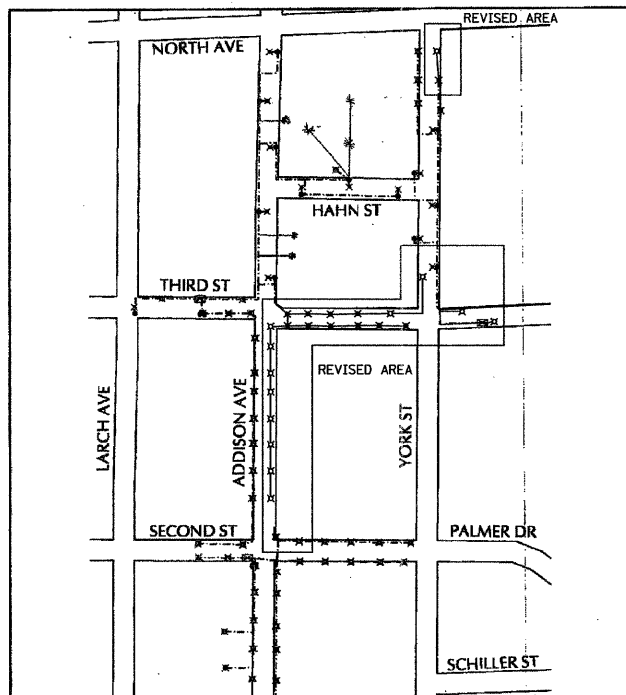 REVISED AREA
NORTH AVE
HAHN ST
THIRD ST
REVISED AREA
LARCH AVE
ADDISON AVE
YORK ST
SECOND ST
PALMER DR
SCHILLER ST